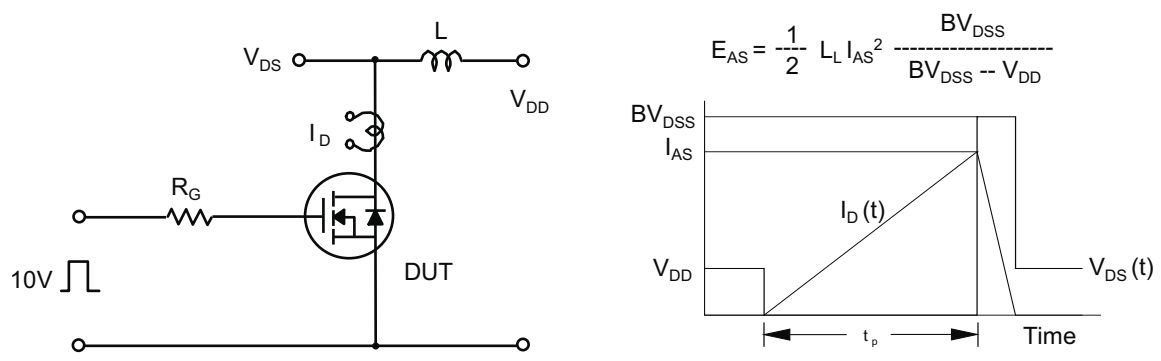 V_DS
L
V_DD
I_D
R_G
10V
DUT
E_AS = 1/2 L_L I_AS^2 BV_DSS / BV_DSS -- V_DD
BV_DSS
I_AS
I_D (t)
V_DD
V_DS (t)
t_p
Time